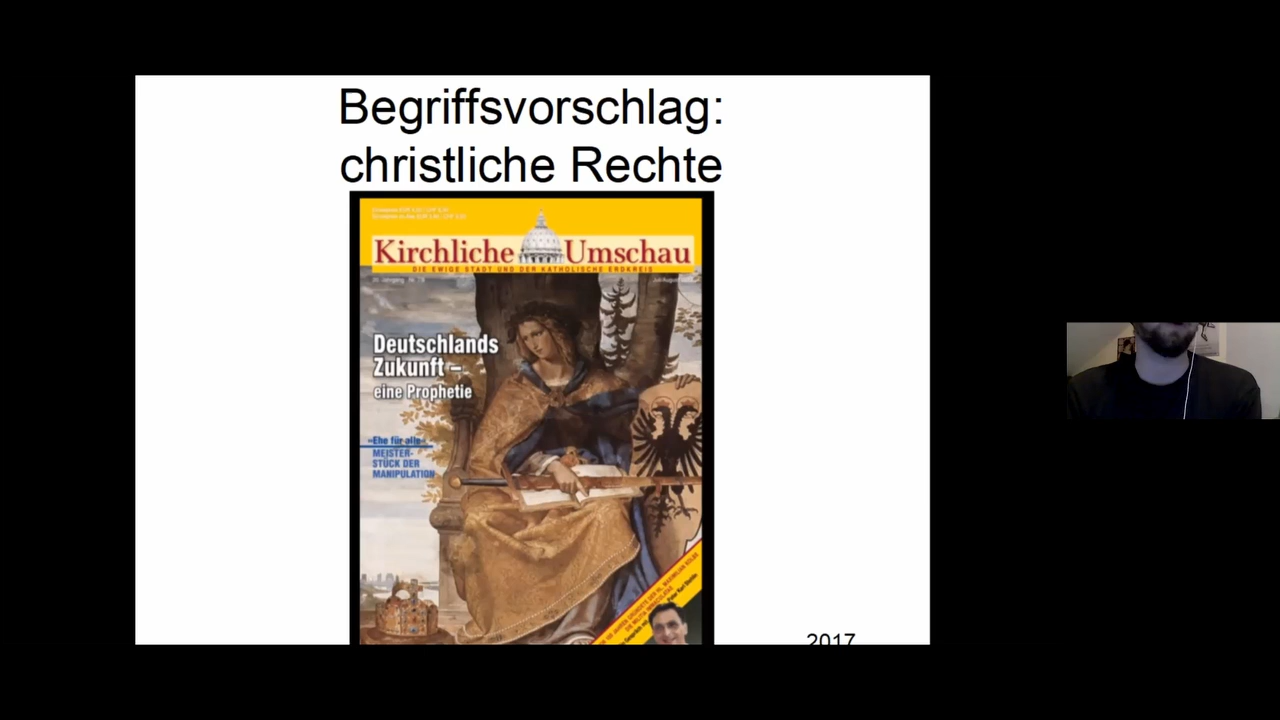 Begriffsvorschlag:
christliche Rechte
Kirchliche Umschau
DIE EWIGE STADT UND DER KATHOLISCHE ERDKREIS
Deutschlands
Zukunft –
eine Prophetie
»Ehe für alle«
MEISTER-
STÜCK DER
MANIPULATION
2017